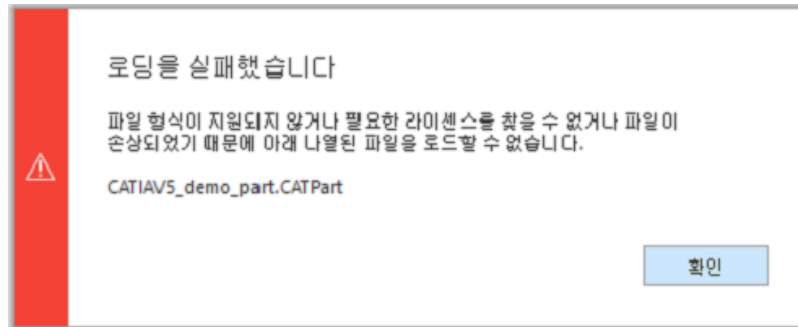 로딩을 실패했습니다
파일 형식이 지원되지 않거나 필요한 라이센스를 찾을 수 없거나 파일이
손상되었기 때문에 아래 나열된 파일을 로드할 수 없습니다.
CATIAV5_demo_part.CATPart
확인